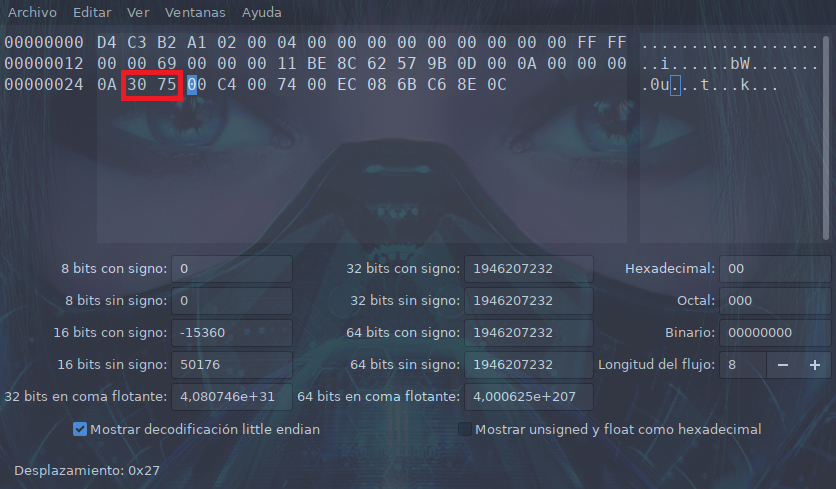 Archivo Editar Ver Ventanas Ayuda
00000000 D4 C3 B2 A1 02 00 04 00 00 00 00 00 00 00 00 00 FF FF ..................
00000012 00 00 69 00 00 00 11 BE 8C 62 57 9B 0D 00 0A 00 00 00 ..i......bW.......
00000024 0A 30 75 00 C4 00 74 00 EC 08 6B C6 8E 0C .0u...t...k...
8 bits con signo: 0 32 bits con signo: 1946207232 Hexadecimal: 00
8 bits sin signo: 0 32 bits sin signo: 1946207232 Octal: 000
16 bits con signo: -15360 64 bits con signo: 1946207232 Binario: 00000000
16 bits sin signo: 50176 64 bits sin signo: 1946207232 Longitud del flujo: 8 − +
32 bits en coma flotante: 4,080746e+31 64 bits en coma flotante: 4,000625e+207
Mostrar decodificación little endian Mostrar unsigned y float como hexadecimal
Desplazamiento: 0x27